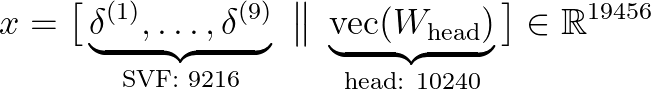 x = [ δ^(1), … , δ^(9) ∥ vec(W_head) ] ∈ ℝ^19456
SVF: 9216 head: 10240